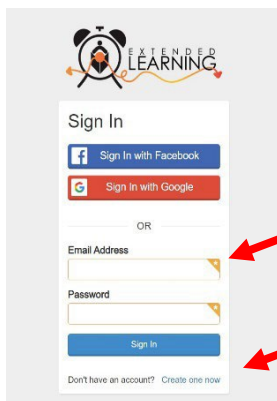 EXTENDED
LEARNING
Sign In
Sign In with Facebook
Sign In with Google
OR
Email Address
Password
Sign In
Don't have an account? Create one now